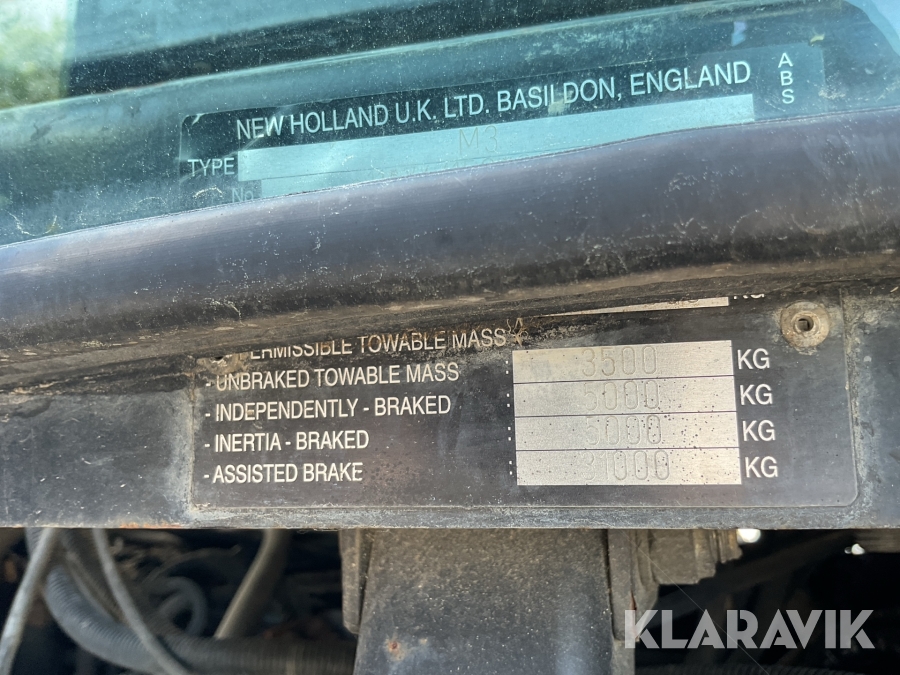 NEW HOLLAND U.K. LTD. BASILDON, ENGLAND
ABS
TYPE M3
No
KG
PERMISSIBLE TOWABLE MASS
- UNBRAKED TOWABLE MASS : 3500 KG
- INDEPENDENTLY - BRAKED : 5000 KG
- INERTIA - BRAKED : 5000 KG
- ASSISTED BRAKE : KG
KLARAVIK